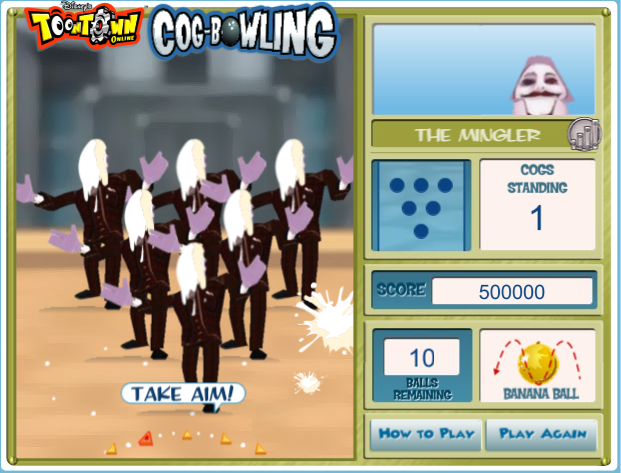 Disney's
TOONTOWN
ONLINE
COG-BOWLING
THE MINGLER
COGS
STANDING
1
SCORE 500000
10
BALLS
REMAINING
BANANA BALL
TAKE AIM!
HOW TO PLAY
PLAY AGAIN